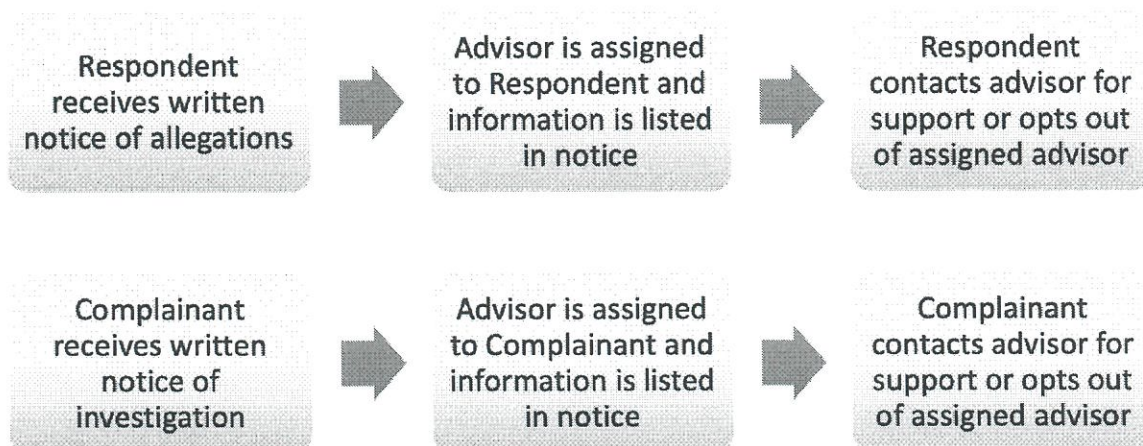 Respondent
receives written
notice of allegations
Advisor is assigned
to Respondent and
information is listed
in notice
Respondent
contacts advisor for
support or opts out
of assigned advisor
Complainant
receives written
notice of
investigation
Advisor is assigned
to Complainant and
information is listed
in notice
Complainant
contacts advisor for
support or opts out
of assigned advisor